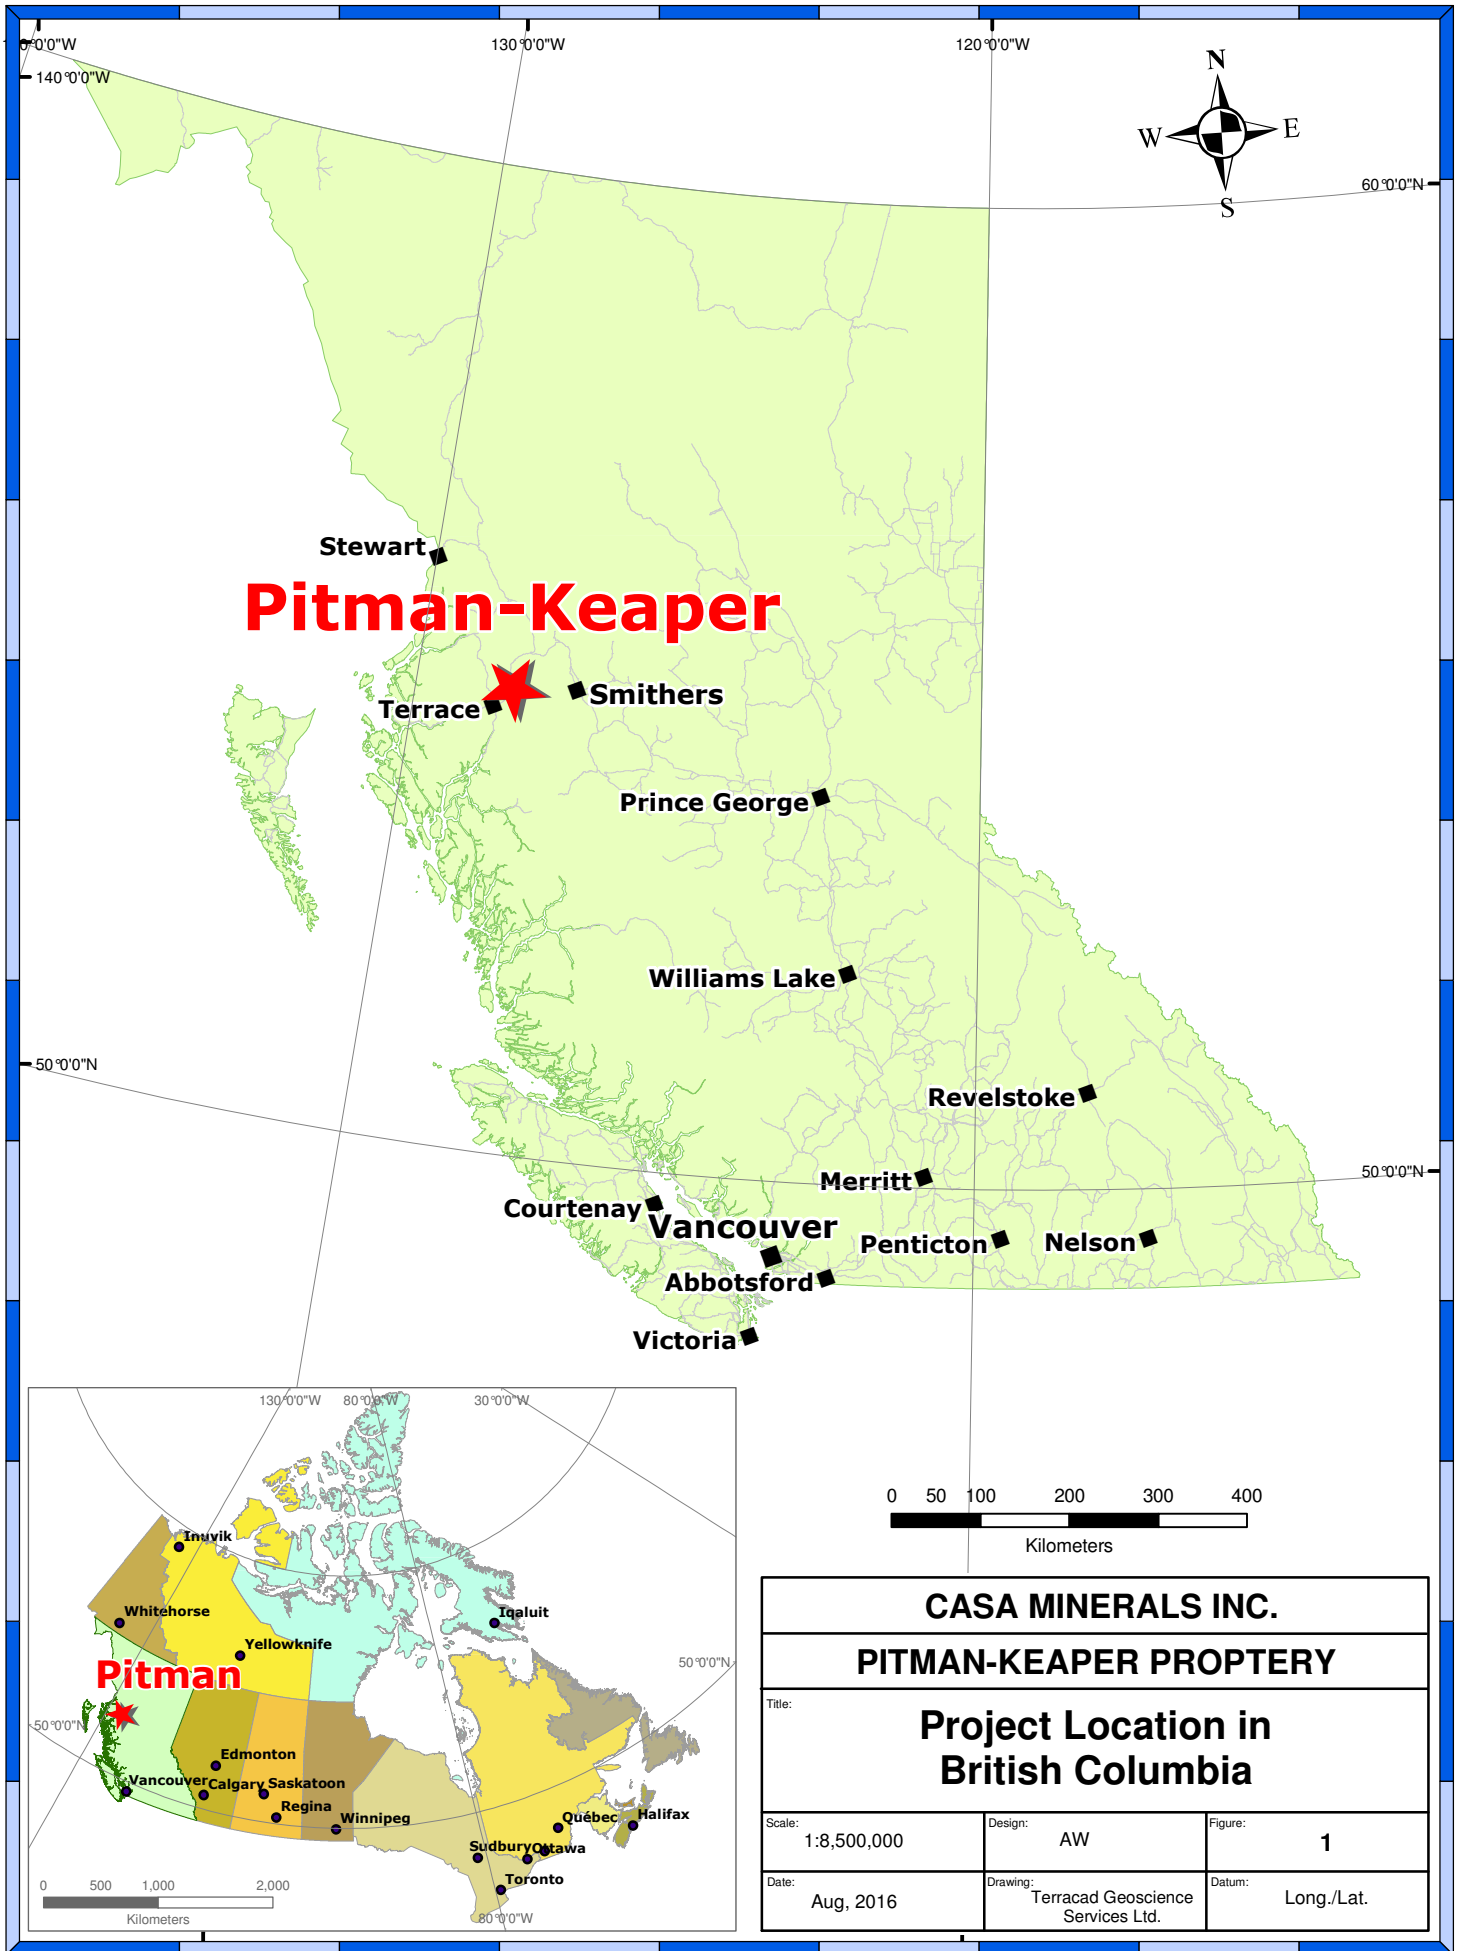 0°0'0"W
130°0'0"W
120°0'0"W
140°0'0"W
N
W
E
S
60°0'0"N
Stewart
Pitman-Keaper
Smithers
Terrace
Prince George
Williams Lake
50°0'0"N
Revelstoke
50°0'0"N
Merritt
Courtenay
Vancouver
Penticton
Nelson
Abbotsford
Victoria
130°0'0"W
80°0'0"W
30°0'0"W
Inuvik
Whitehorse
Iqaluit
Yellowknife
50°0'0"N
Pitman
50°0'0"N
Edmonton
Vancouver
Calgary
Saskatoon
Regina
Winnipeg
Québec
Halifax
Sudbury
Ottawa
Toronto
80°0'0"W
0 500 1,000 2,000
Kilometers
0 50 100 200 300 400
Kilometers
CASA MINERALS INC.
PITMAN-KEAPER PROPTERY
Title:
Project Location in
British Columbia
Scale:
1:8,500,000
Design:
AW
Figure:
1
Date:
Aug, 2016
Drawing:
Terracad Geoscience
Services Ltd.
Datum:
Long./Lat.